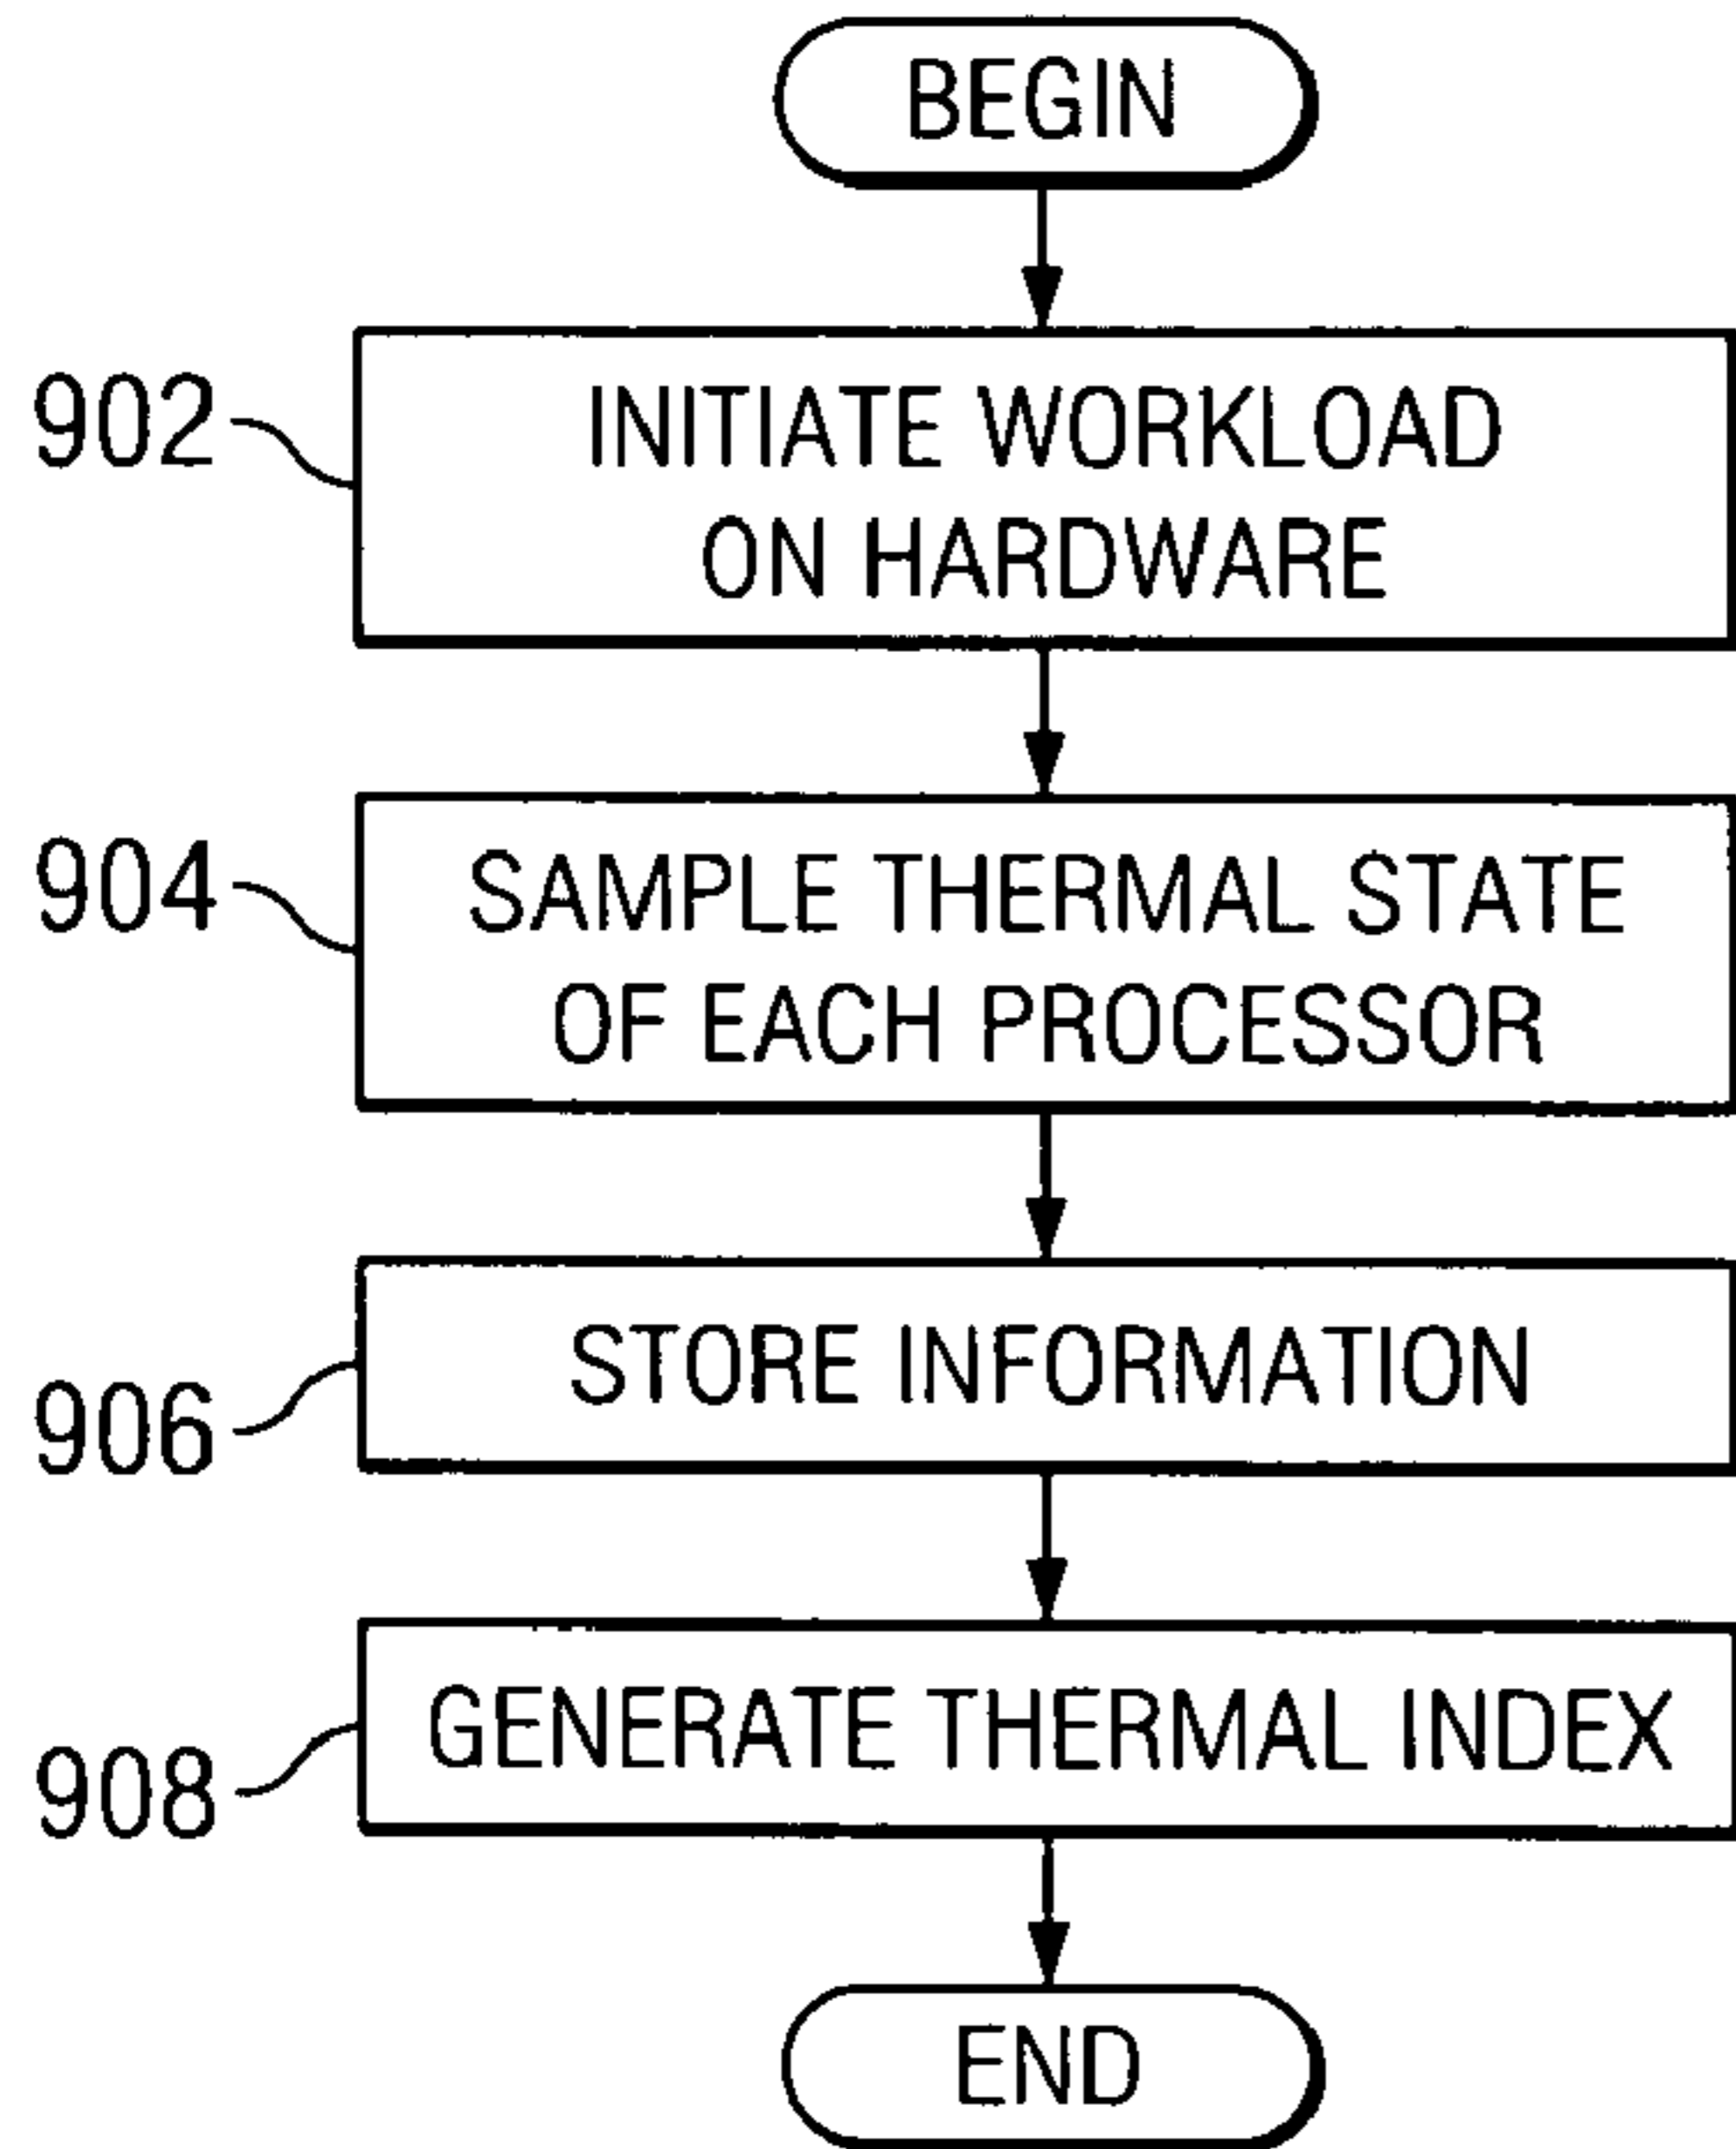 BEGIN
902
INITIATE WORKLOAD
ON HARDWARE
904
SAMPLE THERMAL STATE
OF EACH PROCESSOR
906
STORE INFORMATION
908
GENERATE THERMAL INDEX
END